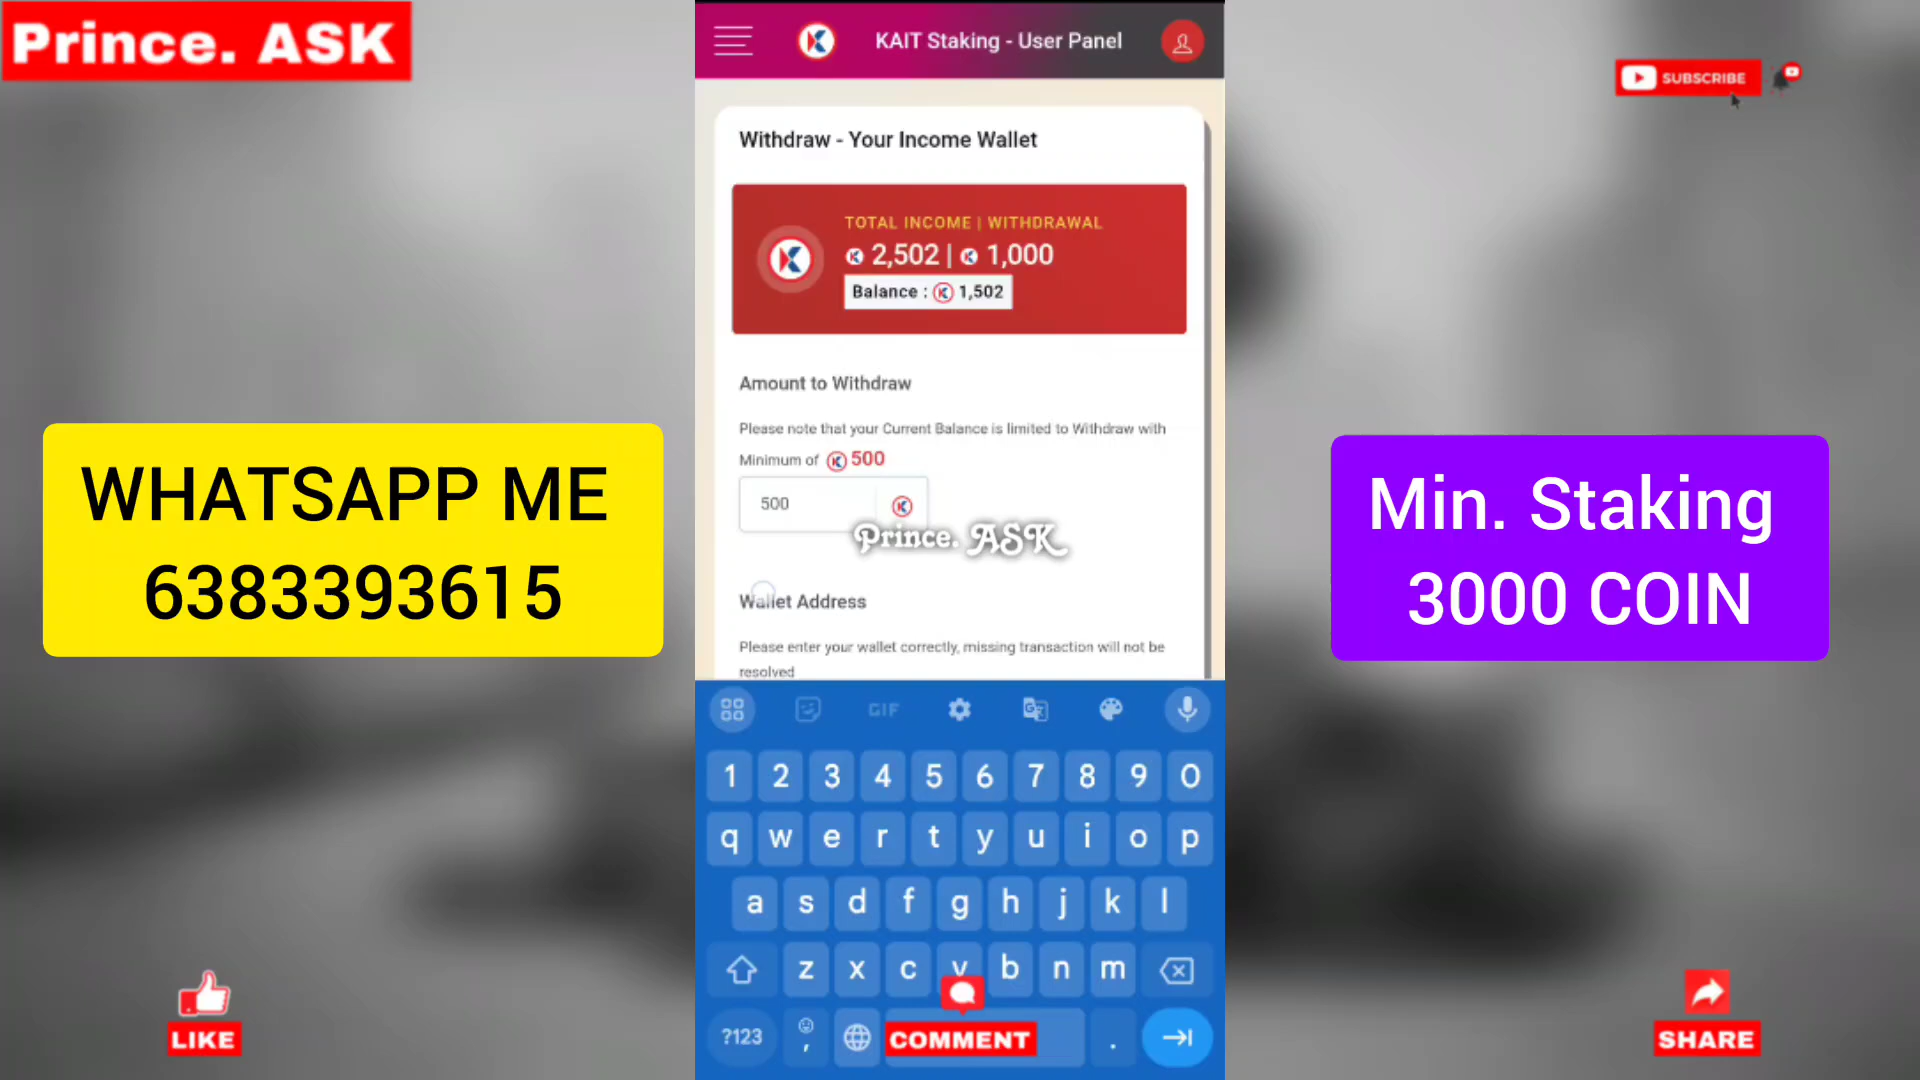 Prince. ASK
SUBSCRIBE
KAIT Staking - User Panel
Withdraw - Your Income Wallet
TOTAL INCOME | WITHDRAWAL
2,502 | 1,000
Balance : 1,502
Amount to Withdraw
Please note that your Current Balance is limited to Withdraw with
Minimum of 500
500
Prince. ASK
Wallet Address
Please enter your wallet correctly, missing transaction will not be
resolved
WHATSAPP ME
6383393615
Min. Staking
3000 COIN
GIF
1 2 3 4 5 6 7 8 9 0
q w e r t y u i o p
a s d f g h j k l
z x c v b n m
?123 , .
LIKE
COMMENT
SHARE